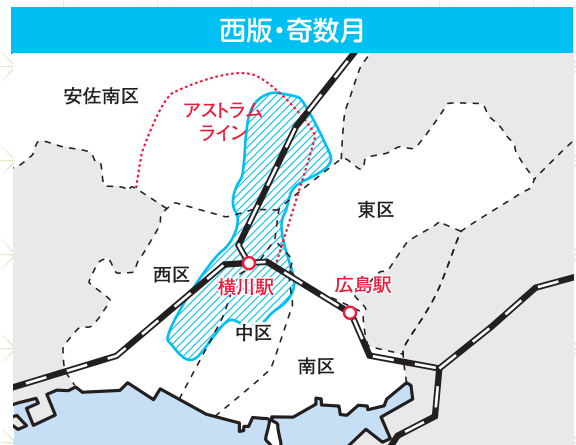 西版・奇数月
安佐南区
アストラム
ライン
東区
西区
横川駅
広島駅
中区
南区